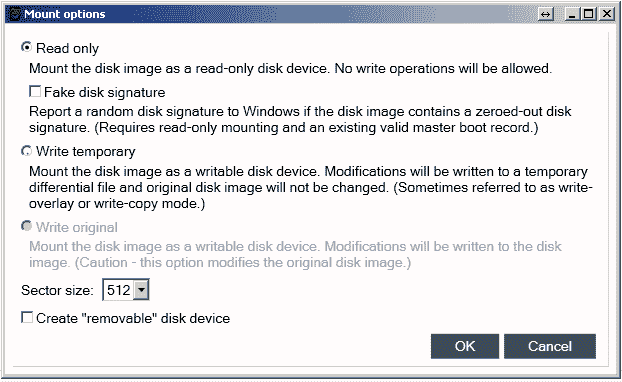 Mount options
Read only
Mount the disk image as a read-only disk device. No write operations will be allowed.
Fake disk signature
Report a random disk signature to Windows if the disk image contains a zeroed-out disk
signature. (Requires read-only mounting and an existing valid master boot record.)
Write temporary
Mount the disk image as a writable disk device. Modifications will be written to a temporary
differential file and original disk image will not be changed. (Sometimes referred to as write-
overlay or write-copy mode.)
Write original
Mount the disk image as a writable disk device. Modifications will be written to the disk
image. (Caution - this option modifies the original disk image.)
Sector size: 512
Create "removable" disk device
OK Cancel